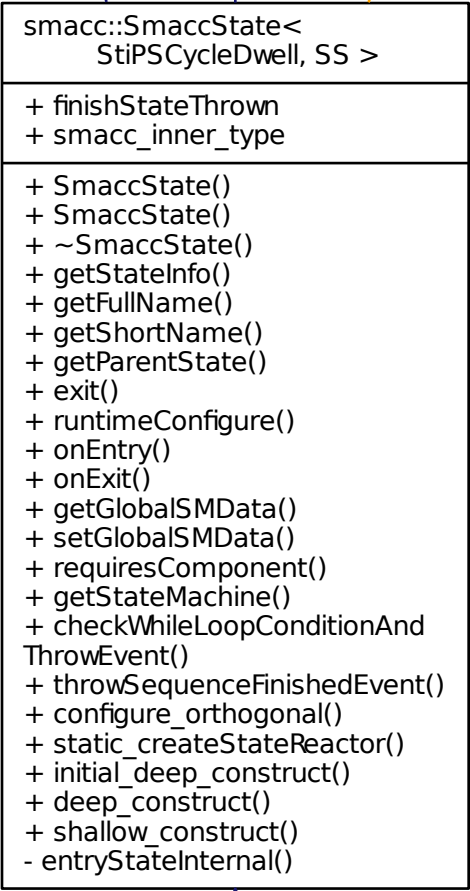 smacc::SmaccState<
StiPSCycleDwell, SS >
+ finishStateThrown
+ smacc_inner_type
+ SmaccState()
+ SmaccState()
+ ~SmaccState()
+ getStateInfo()
+ getFullName()
+ getShortName()
+ getParentState()
+ exit()
+ runtimeConfigure()
+ onEntry()
+ onExit()
+ getGlobalSMData()
+ setGlobalSMData()
+ requiresComponent()
+ getStateMachine()
+ checkWhileLoopConditionAnd
ThrowEvent()
+ throwSequenceFinishedEvent()
+ configure_orthogonal()
+ static_createStateReactor()
+ initial_deep_construct()
+ deep_construct()
+ shallow_construct()
- entryStateInternal()